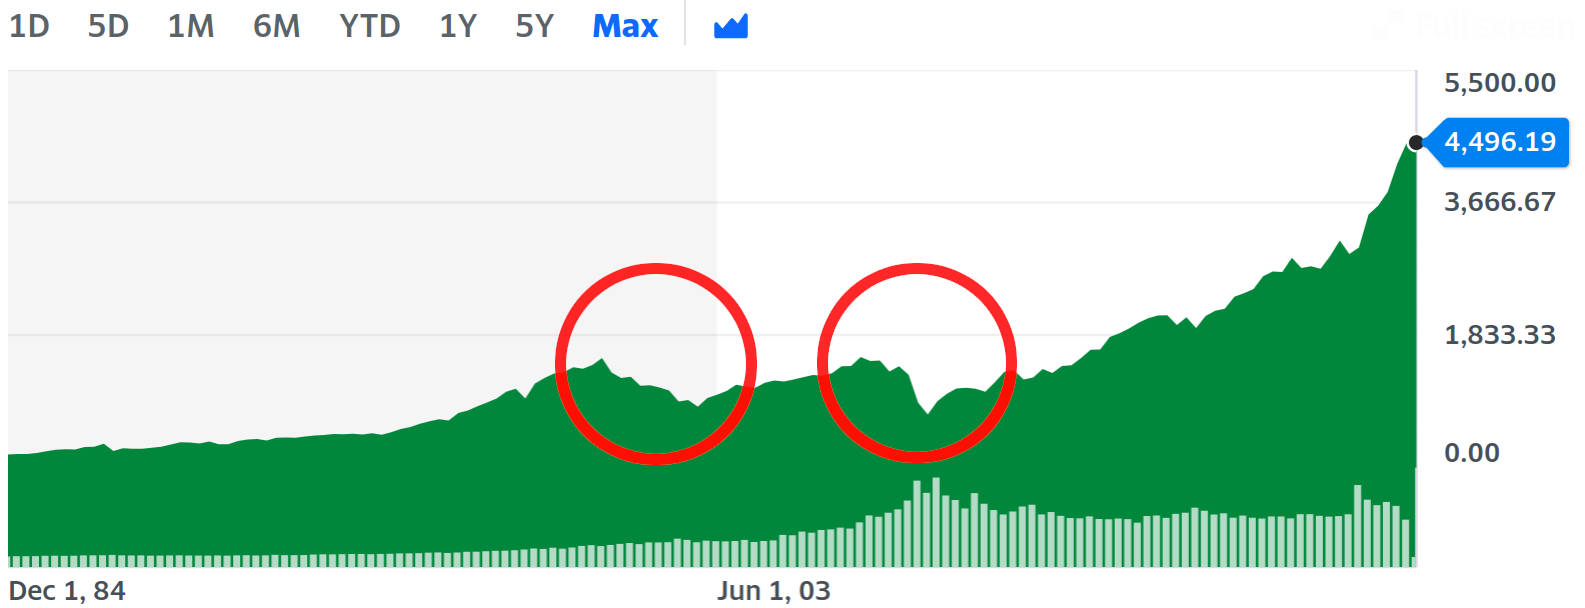 1D 5D 1M 6M YTD 1Y 5Y Max
5,500.00
4,496.19
3,666.67
1,833.33
0.00
Dec 1, 84 Jun 1, 03